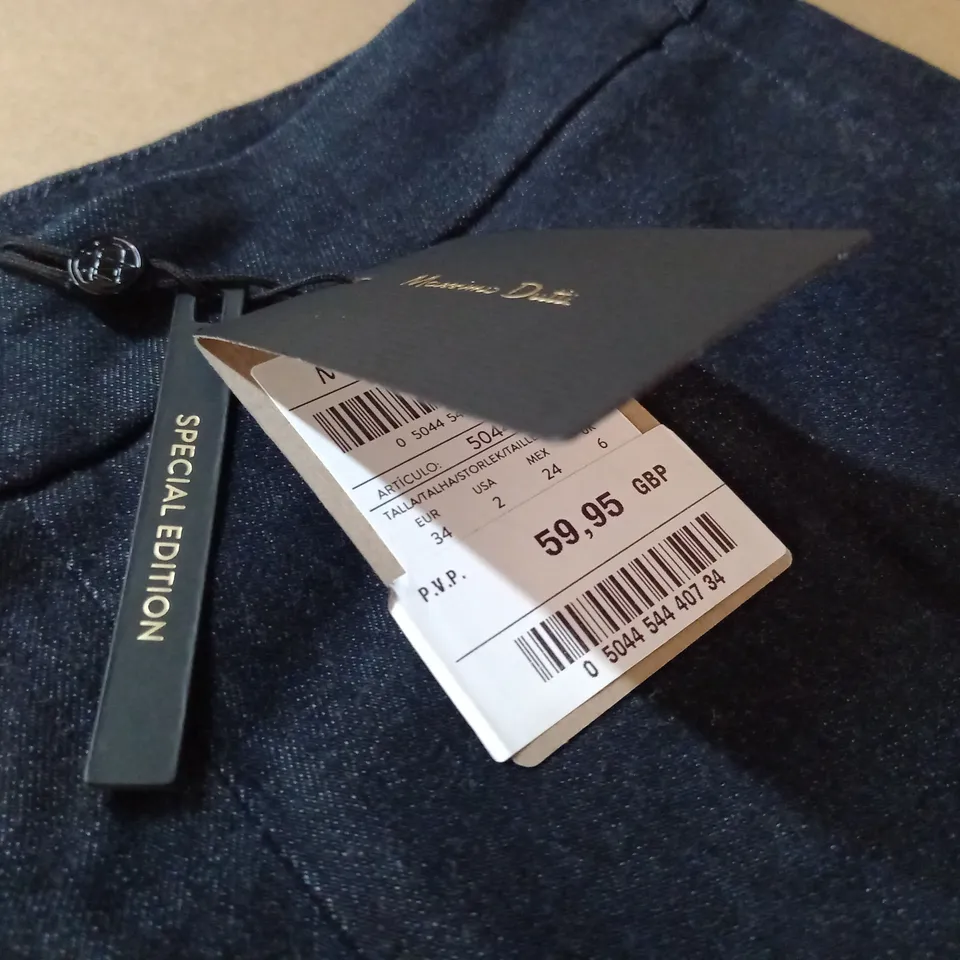 Massimo Dutti
SPECIAL EDITION
0 5044 54
ARTÍCULO: 504
TALLA/TALHA/STORLEK/TAILLE
EUR USA MEX
34 2 24 6
P.V.P. 59,95 GBP
0 5044 544 407 34